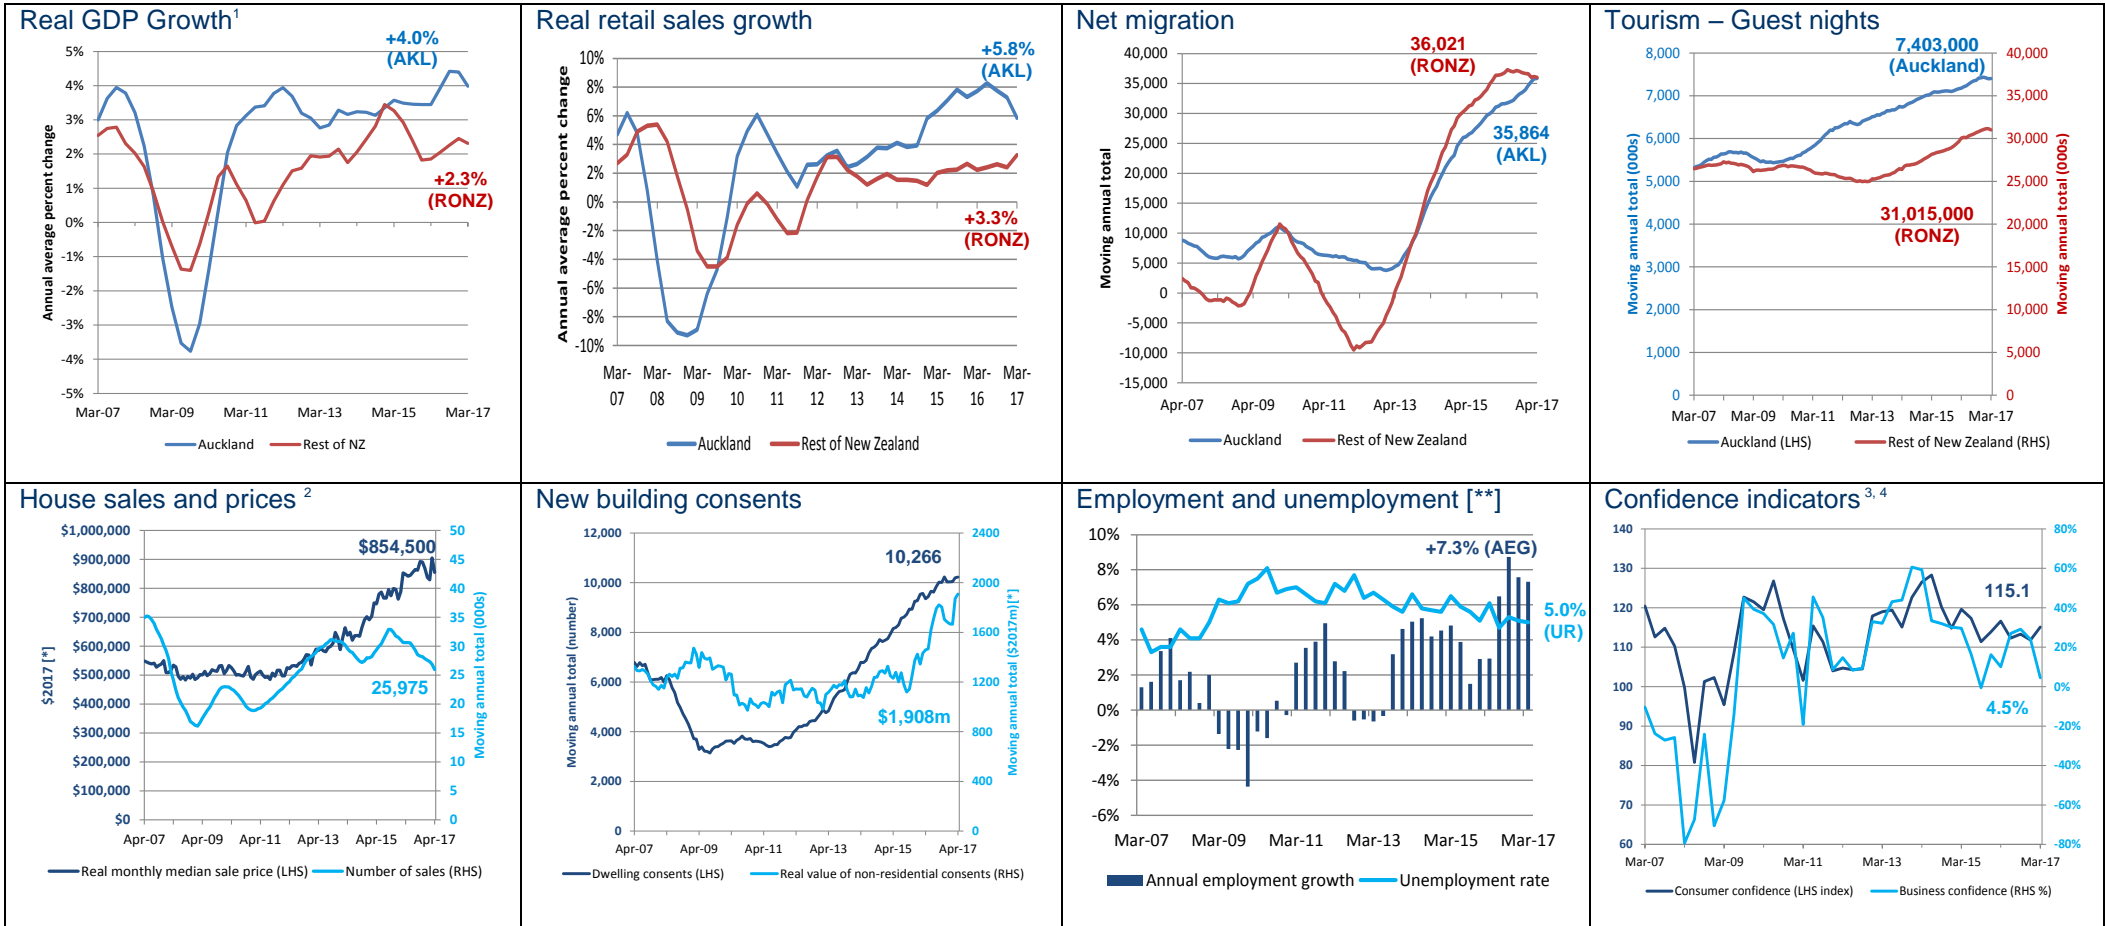 Real GDP Growth1
+4.0%
(AKL)
5%
4%
3%
2%
1%
0%
-1%
-2%
-3%
-4%
-5%
Annual average percent change
+2.3%
(RONZ)
Mar-07 Mar-09 Mar-11 Mar-13 Mar-15 Mar-17
Auckland Rest of NZ
Real retail sales growth
+5.8%
(AKL)
10%
8%
6%
4%
2%
0%
-2%
-4%
-6%
-8%
-10%
Annual average percent change
+3.3%
(RONZ)
Mar- Mar- Mar- Mar- Mar- Mar- Mar- Mar- Mar- Mar- Mar-
07 08 09 10 11 12 13 14 15 16 17
Auckland Rest of New Zealand
Net migration
36,021
(RONZ)
40,000
35,000
30,000
25,000
20,000
15,000
10,000
5,000
0
-5,000
-10,000
-15,000
Moving annual total
35,864
(AKL)
Apr-07 Apr-09 Apr-11 Apr-13 Apr-15 Apr-17
Auckland Rest of New Zealand
Tourism – Guest nights
7,403,000
(Auckland)
8,000
7,000
6,000
5,000
4,000
3,000
2,000
1,000
0
Moving annual total (000s)
31,015,000
(RONZ)
40,000
35,000
30,000
25,000
20,000
15,000
10,000
5,000
0
Moving annual total (000s)
Mar-07 Mar-09 Mar-11 Mar-13 Mar-15 Mar-17
Auckland (LHS) Rest of New Zealand (RHS)
House sales and prices 2
$1,000,000
$900,000
$800,000
$700,000
$600,000
$500,000
$400,000
$300,000
$200,000
$100,000
$0
$2017 [*]
$854,500
25,975
50
45
40
35
30
25
20
15
10
5
0
Moving annual total (000s)
Apr-07 Apr-09 Apr-11 Apr-13 Apr-15 Apr-17
Real monthly median sale price (LHS) Number of sales (RHS)
New building consents
12,000
10,000
8,000
6,000
4,000
2,000
0
Moving annual total (number)
10,266
$1,908m
2400
2000
1600
1200
800
400
0
Moving annual total ($2017m)[*]
Apr-07 Apr-09 Apr-11 Apr-13 Apr-15 Apr-17
Dwelling consents (LHS) Real value of non-residential consents (RHS)
Employment and unemployment [**]
10%
8%
6%
4%
2%
0%
-2%
-4%
-6%
+7.3% (AEG)
5.0%
(UR)
Mar-07 Mar-09 Mar-11 Mar-13 Mar-15 Mar-17
Annual employment growth Unemployment rate
Confidence indicators 3, 4
140
130
120
110
100
90
80
70
60
115.1
4.5%
80%
60%
40%
20%
0%
-20%
-40%
-60%
-80%
Mar-07 Mar-09 Mar-11 Mar-13 Mar-15 Mar-17
Consumer confidence (LHS index) Business confidence (RHS %)